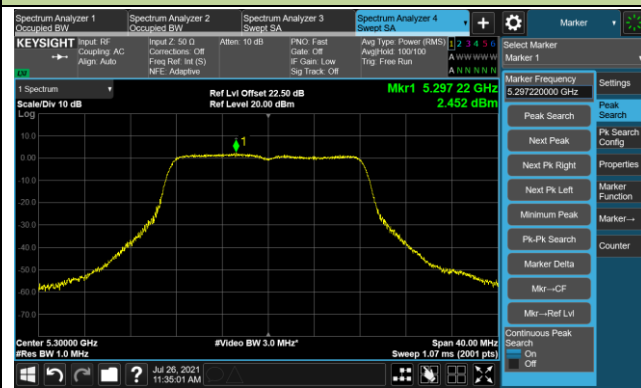 Spectrum Analyzer 1
Occupied BW
Spectrum Analyzer 2
Occupied BW
Spectrum Analyzer 3
Swept SA
Spectrum Analyzer 4
Swept SA
Marker
KEYSIGHT
Input: RF
Coupling: AC
Align: Auto
Input Z: 50 Ω
Corrections: Off
Freq Ref: Int (S)
NFE: Adaptive
Atten: 10 dB
PNO: Fast
Gate: Off
IF Gain: Low
Sig Track: Off
Avg Type: Power (RMS)
Avg|Hold: 100/100
Trig: Free Run
1 2 3 4 5 6
A W W W W W
A N N N N N
LXI
Select Marker
Marker 1
1 Spectrum
Scale/Div 10 dB
Log
Ref Lvl Offset 22.50 dB
Ref Level 20.00 dBm
Mkr1 5.297 22 GHz
2.452 dBm
10.0
0.00
-10.0
-20.0
-30.0
-40.0
-50.0
-60.0
-70.0
1
Center 5.30000 GHz
#Res BW 1.0 MHz
#Video BW 3.0 MHz*
Span 40.00 MHz
Sweep 1.07 ms (2001 pts)
Marker Frequency
5.297220000 GHz
Peak Search
Next Peak
Next Pk Right
Next Pk Left
Minimum Peak
Pk-Pk Search
Marker Delta
Mkr→CF
Mkr→Ref Lvl
Continuous Peak
Search
On
Off
Settings
Peak
Search
Pk Search
Config
Properties
Marker
Function
Marker→
Counter
Jul 26, 2021
11:35:01 AM